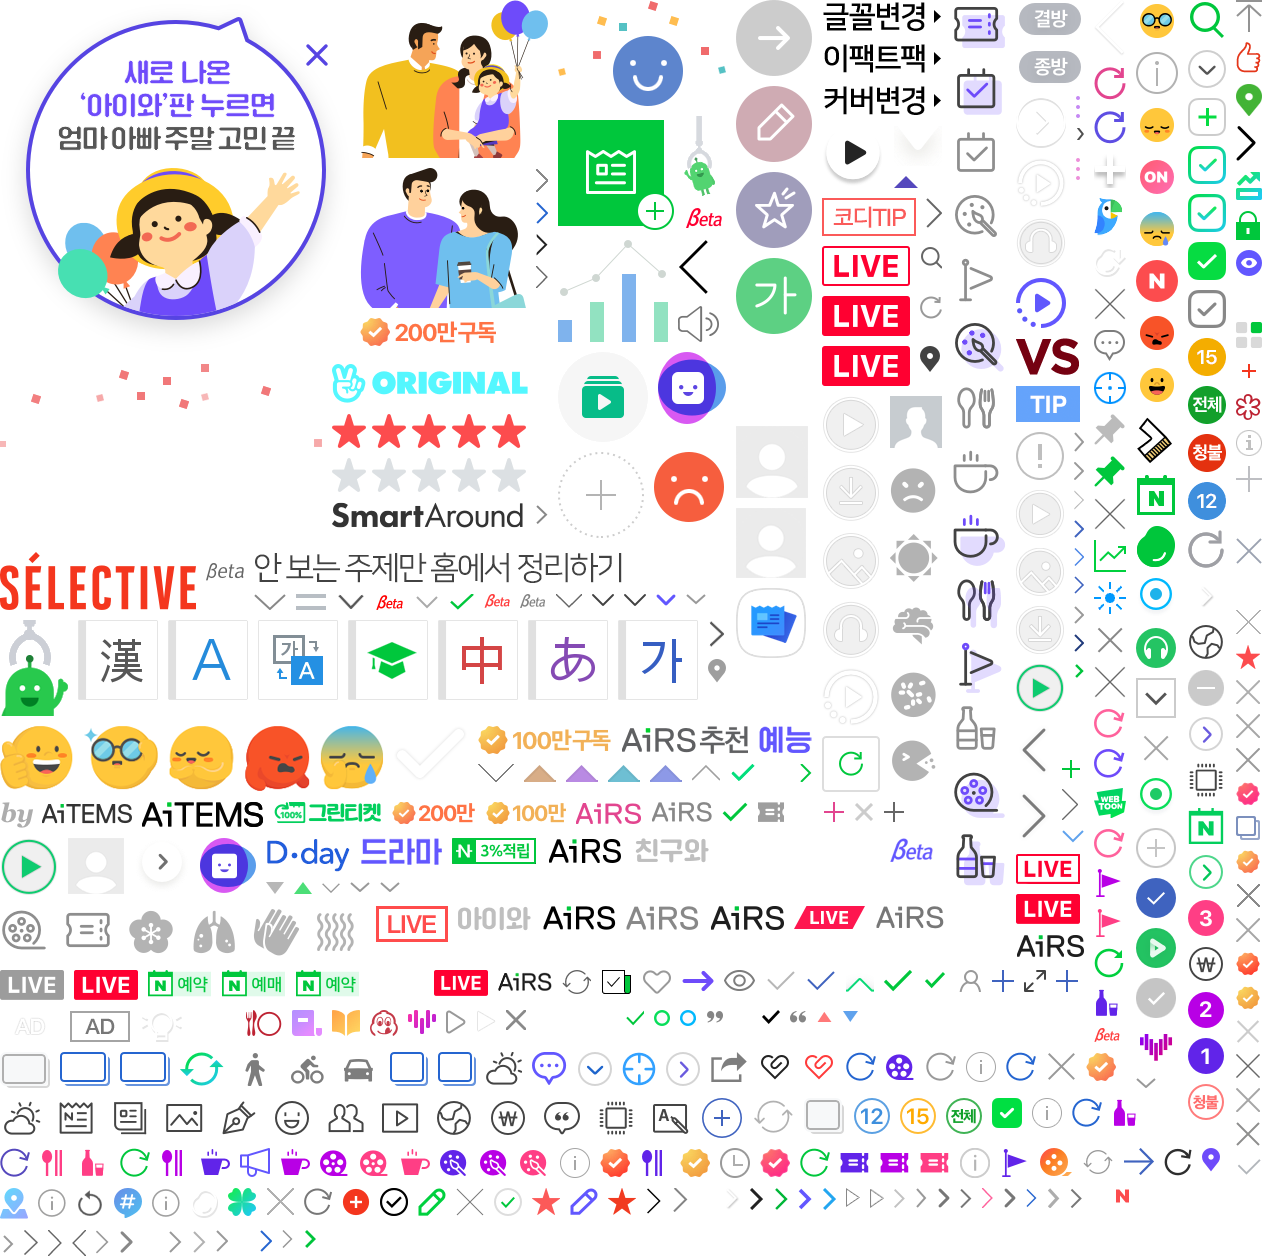 새로 나온
‘아이와’판 누르면
엄마 아빠 주말 고민 끝
글꼴변경
이팩트팩
커버변경
결방
종방
코디TIP
LIVE
LIVE
LIVE
ON
N
VS
TIP
15
전체
청불
12
가
Beta
200만구독
ORIGINAL
SmartAround
SÉLECTIVE
Beta
안 보는 주제만 홈에서 정리하기
Beta
Beta
Beta
漢
A
가
A
中
あ
가
N
100만구독
AiRS추천
예능
by AiTEMS
AiTEMS
100%
그린티켓
200만
100만
AiRS
AiRS
WEB
TOON
N
D·day
드라마
N 3%적립
AiRS
친구와
Beta
LIVE
LIVE
아이와
AiRS
AiRS
AiRS
LIVE
AiRS
LIVE
AiRS
3
LIVE
LIVE
N 예약
N 예매
N 예약
LIVE
AiRS
AD
AD
2
Beta
1
12
15
전체
청불
N
A
N